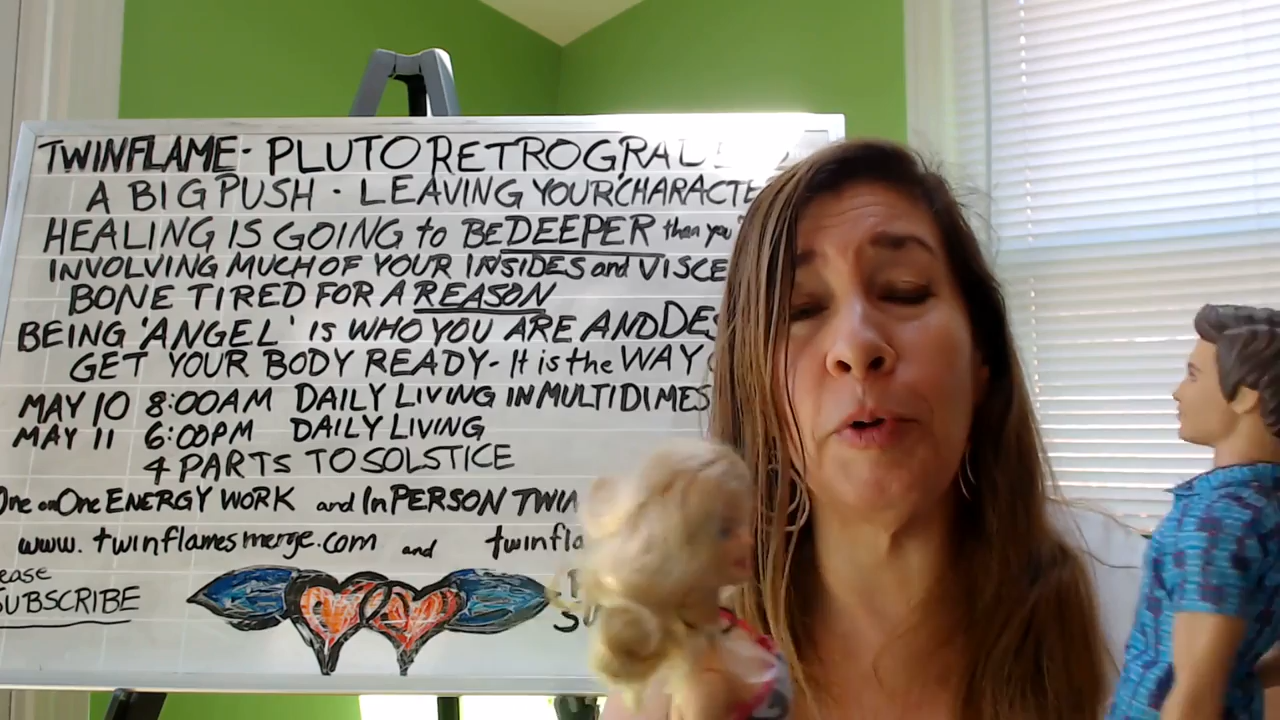 TWINFLAME - PLUTO RETROGRA
A BIG PUSH - LEAVING YOUR 'CHARACTE
HEALING IS GOING to BE DEEPER than you
INVOLVING MUCH OF YOUR INSIDES and VISCE
BONE TIRED FOR A REASON
BEING 'ANGEL' IS WHO YOU ARE AND DES
GET YOUR BODY READY - It is the WAY
MAY 10 8:00AM DAILY LIVING IN MULTIDIMES
MAY 11 6:00PM DAILY LIVING
4 PARTS TO SOLSTICE
One on One ENERGY WORK and In PERSON TWIN
www.twinflamesmerge.com and twinfla
ease
SUBSCRIBE